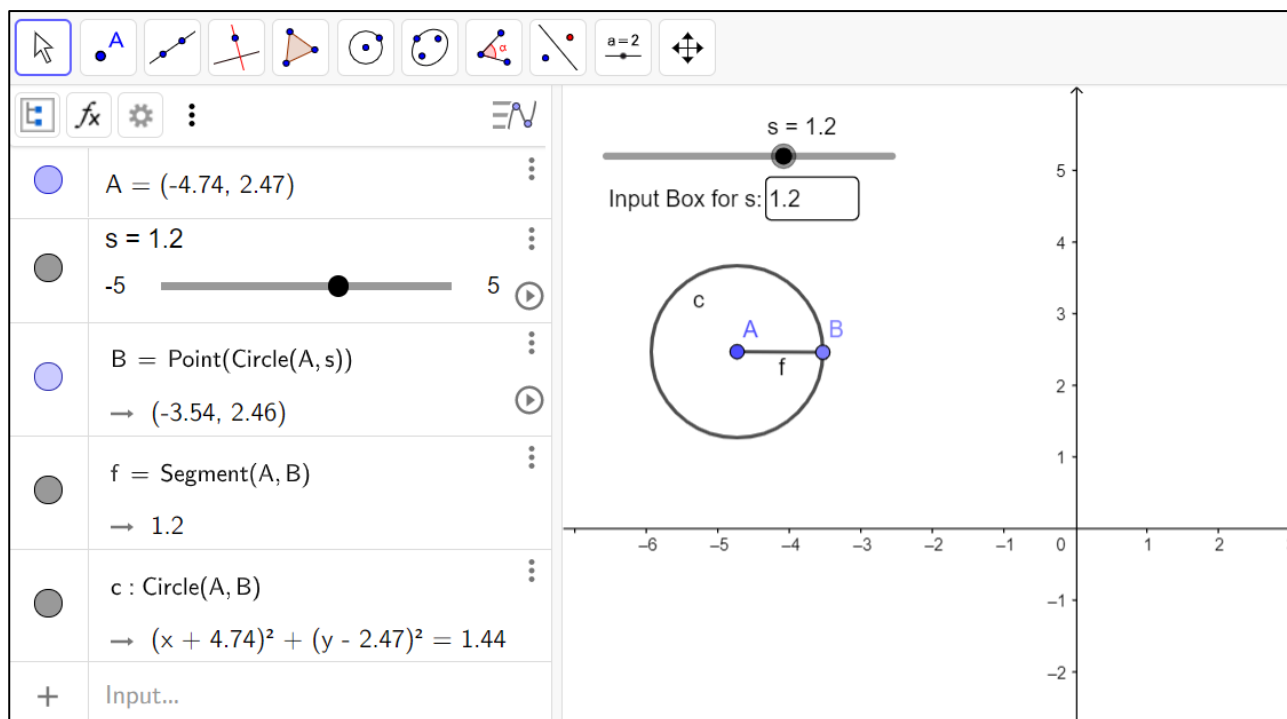 A
α
a=2
fx
A = (-4.74, 2.47)
s = 1.2
-5
5
B = Point(Circle(A, s))
→ (-3.54, 2.46)
f = Segment(A, B)
→ 1.2
c : Circle(A, B)
→ (x + 4.74)² + (y - 2.47)² = 1.44
+ Input...
s = 1.2
Input Box for s: 1.2
c
A
B
f
5
4
3
2
1
–6 –5 –4 –3 –2 –1 0 1 2
–1
–2